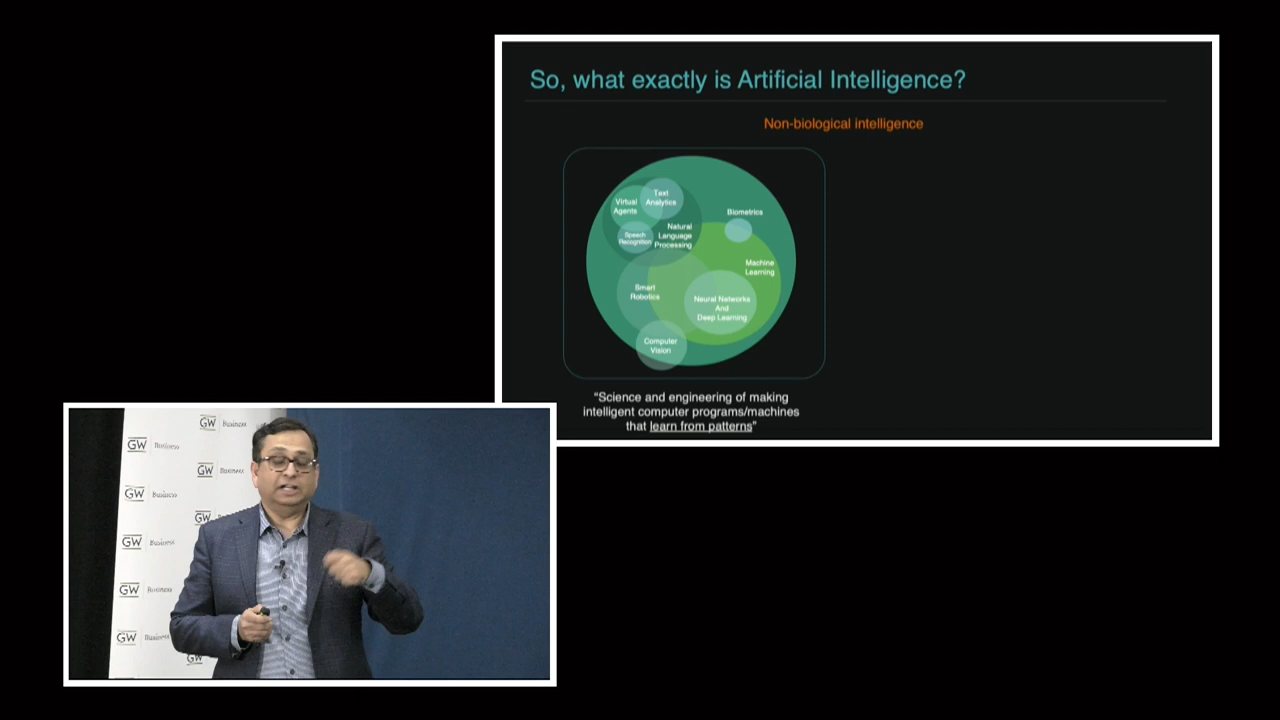 So, what exactly is Artificial Intelligence?
Non-biological intelligence
Text
Analytics
Virtual
Agents
Speech
Recognition
Natural
Language
Processing
Biometrics
Machine
Learning
Smart
Robotics
Neural Networks
And
Deep Learning
Computer
Vision
“Science and engineering of making
intelligent computer programs/machines
that learn from patterns”
GW Business
GW Business
GW Business
GW Business
GW
GW Business
GW Business
GW Business
GW